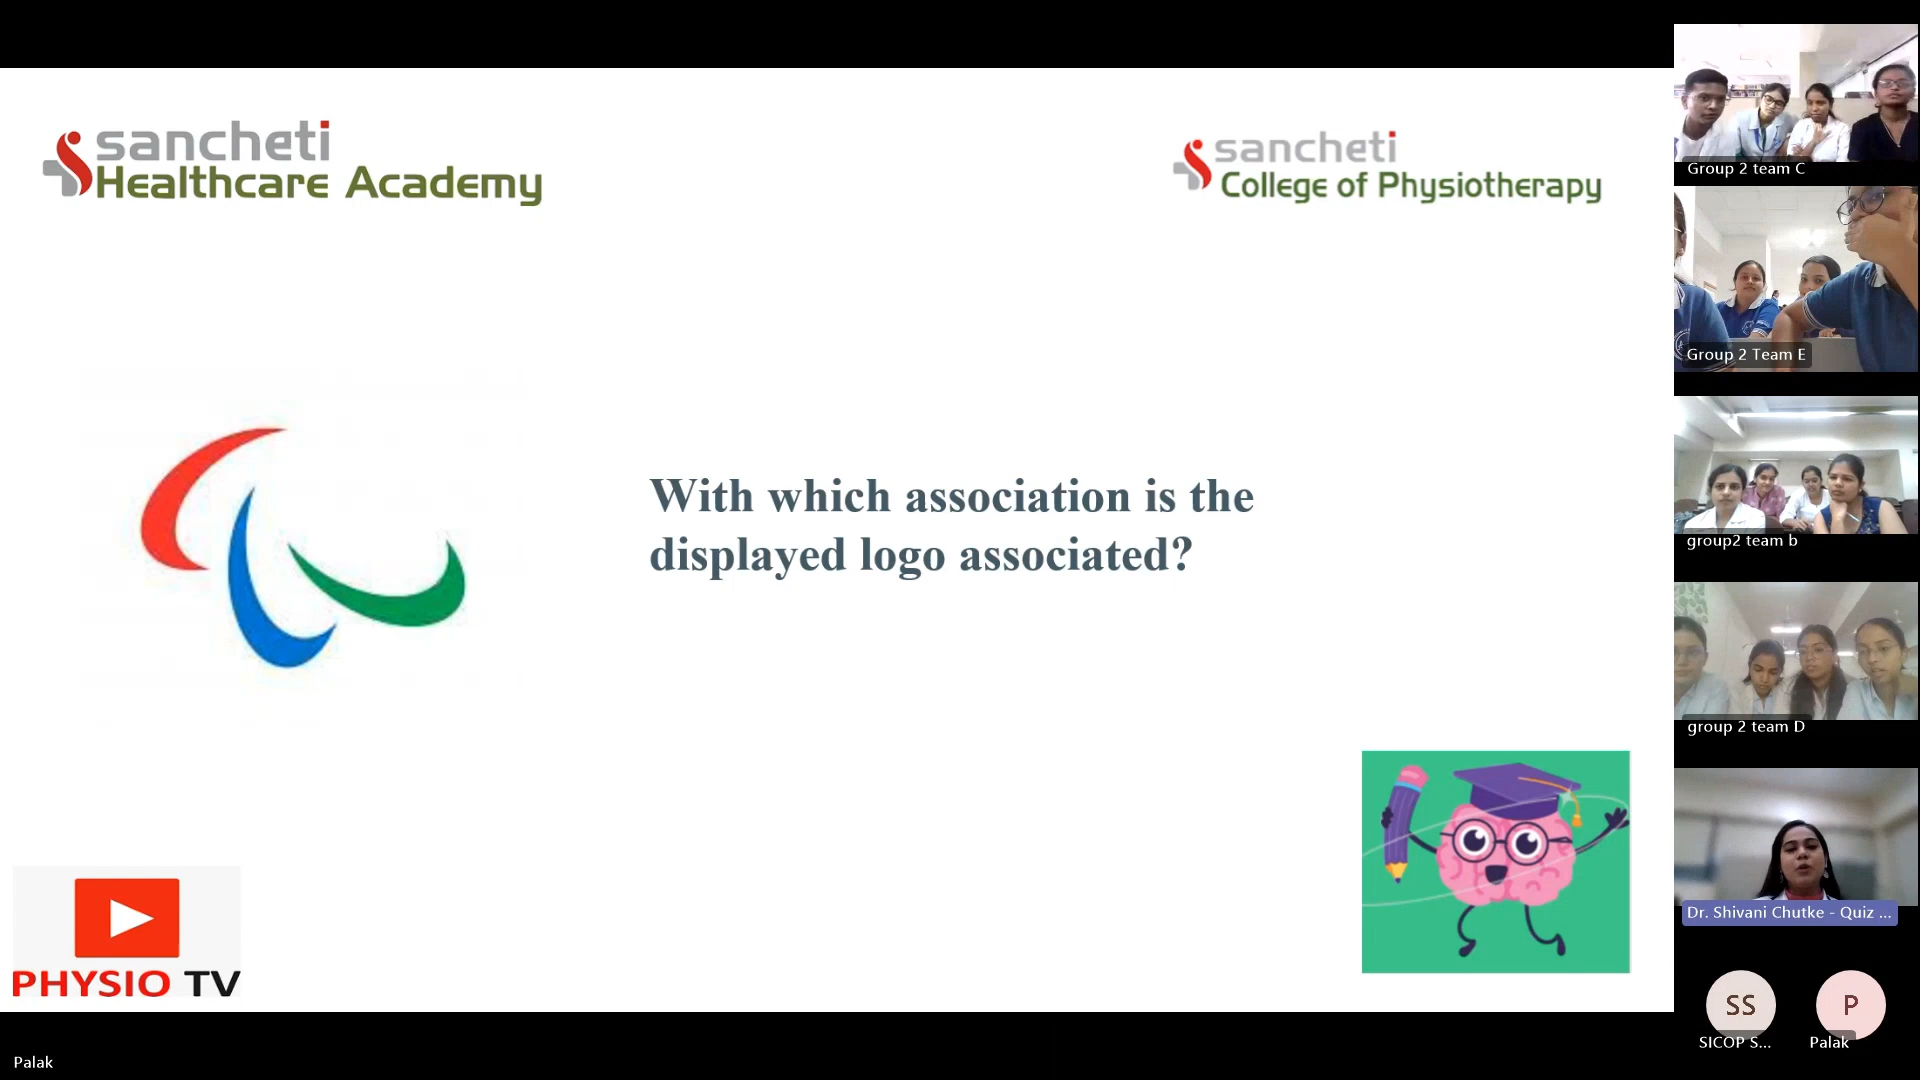 sancheti
Healthcare Academy
sancheti
College of Physiotherapy
With which association is the
displayed logo associated?
PHYSIO TV
Group 2 team C
Group 2 Team E
group2 team b
group 2 team D
Dr. Shivani Chutke - Quiz ...
SS
P
SICOP S...
Palak
Palak